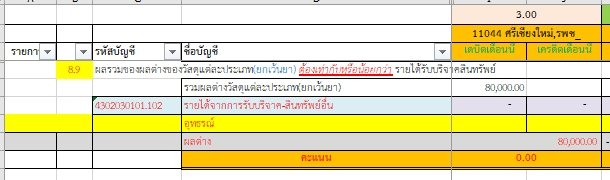 3.00
11044 ศรีเชียงใหม่,รพช_
รายกา รหัสบัญชี ชื่อบัญชี เดบิตเดือนนี้ เครดิตเดือนนี้
8.9 ผลรวมของผลต่างของวัสดุแต่ละประเภท(ยกเว้นยา) ต้องเท่ากับหรือน้อยกว่า รายได้รับบริจาคสินทรัพย์
รวมผลต่างวัสดุแต่ละประเภท(ยกเว้นยา) 80,000.00
4302030101.102 รายได้จากการรับบริจาค-สินทรัพย์อื่น - -
อุทธรณ์
ผลต่าง 80,000.00 -
คะแนน 0.00